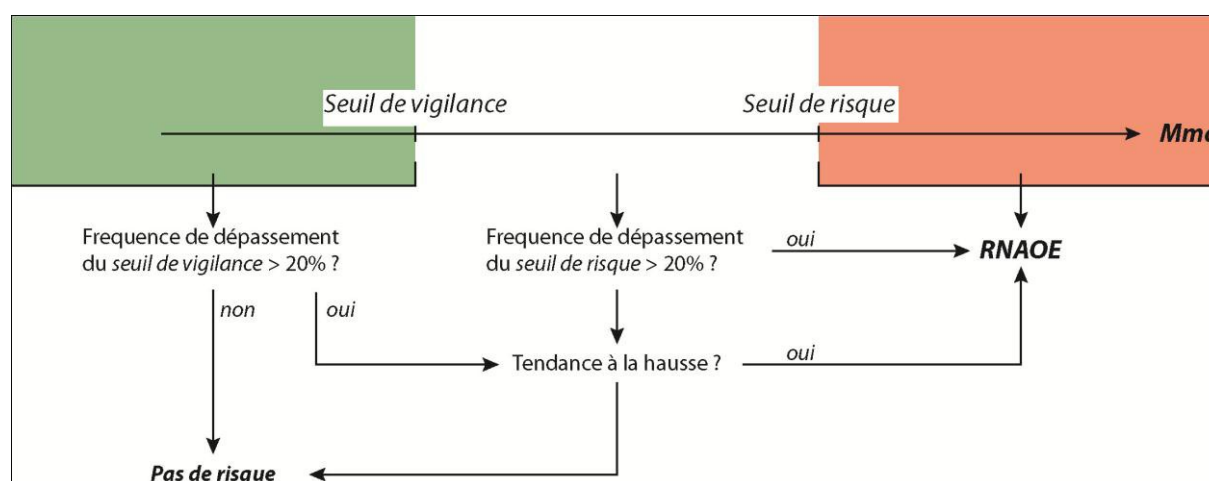 Seuil de vigilance
Seuil de risque
Frequence de dépassement
du seuil de vigilance > 20% ?
Frequence de dépassement
du seuil de risque > 20% ?
oui
RNAOE
non
oui
Tendance à la hausse ?
oui
Pas de risque